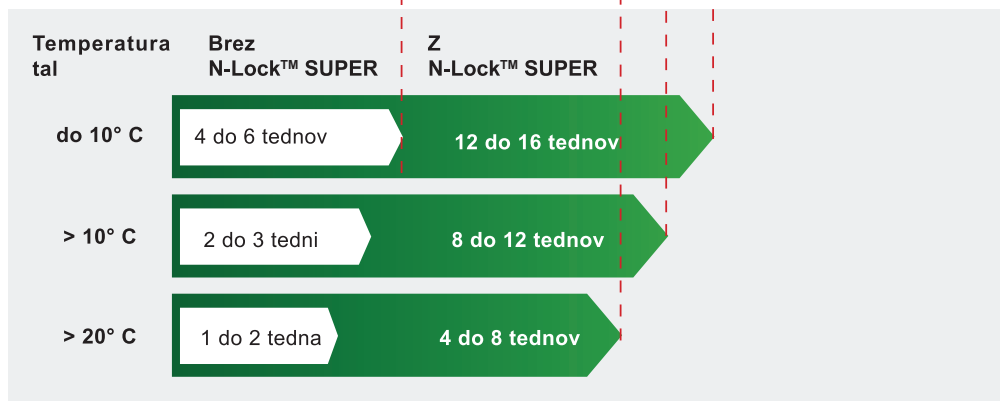 Temperatura tal
Brez N-Lock™ SUPER
Z N-Lock™ SUPER
do 10° C
4 do 6 tednov
12 do 16 tednov
> 10° C
2 do 3 tedni
8 do 12 tednov
> 20° C
1 do 2 tedna
4 do 8 tednov